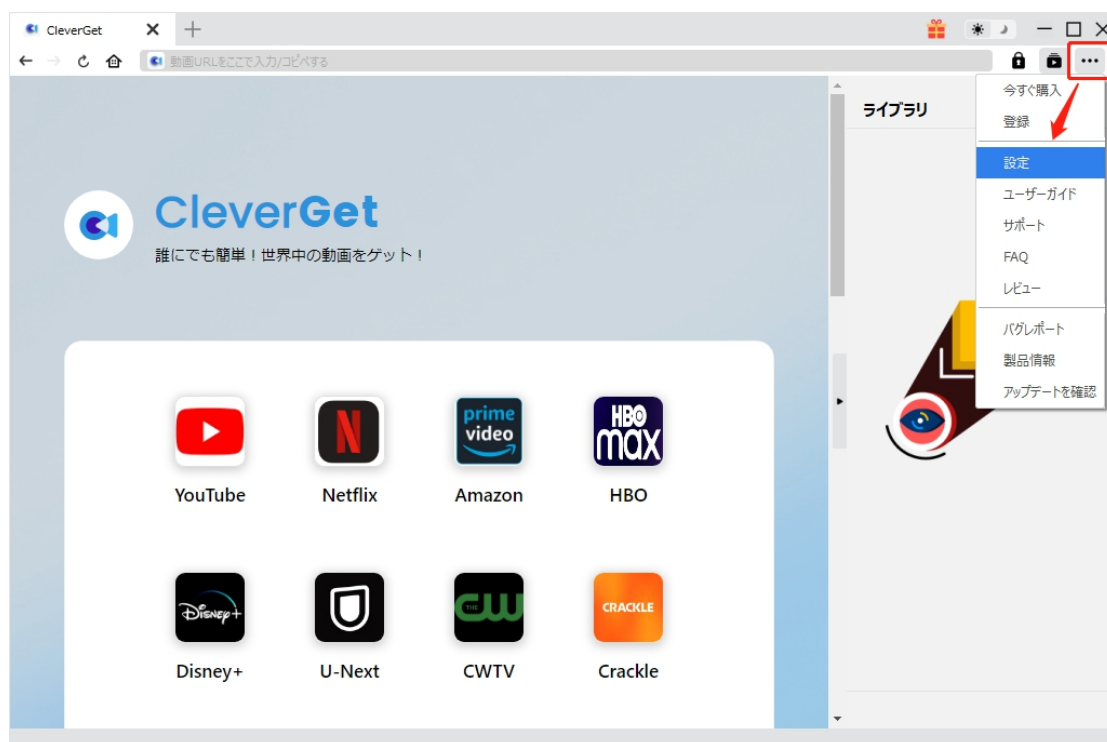 CleverGet
動画URLをここで入力/コピペする
今すぐ購入
登録
設定
ユーザーガイド
サポート
FAQ
レビュー
バグレポート
製品情報
アップデートを確認
ライブラリ
CleverGet
誰にでも簡単！世界中の動画をゲット！
prime
video
HBO
max
YouTube
Netflix
Amazon
HBO
Disney+
THE
CW
CRACKLE
Disney+
U-Next
CWTV
Crackle